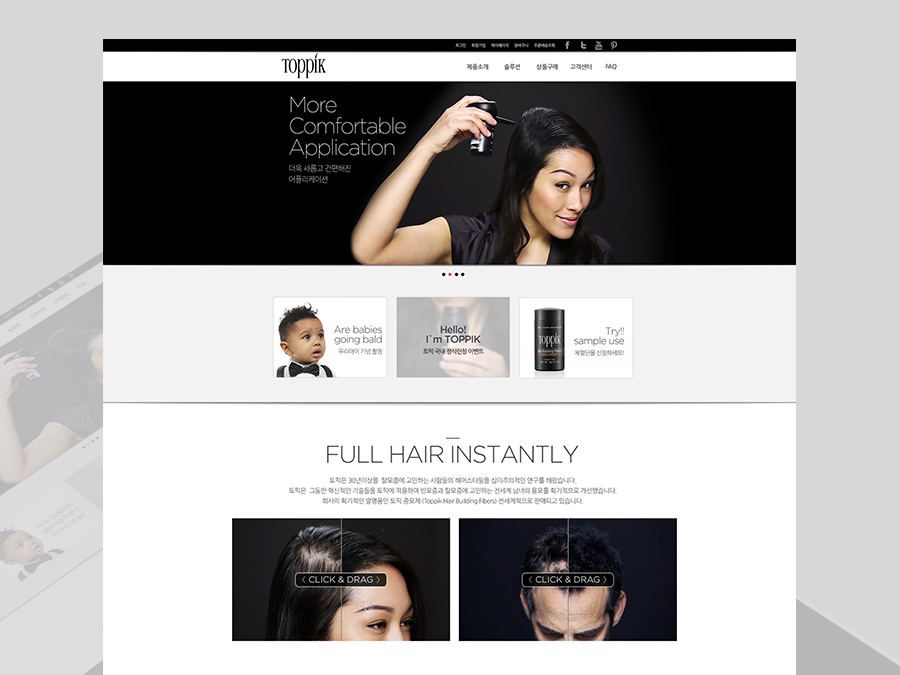 로그인 회원가입 마이페이지 장바구니 주문배송조회
TOPPIK
제품소개 솔루션 상품구매 고객센터 FAQ
More
Comfortable
Application
더욱 새롭고 간편해진
어플리케이션
Are babies
going bald
우리아이 기념 촬영
Hello!
I`m TOPPIK
토픽 국내 정식런칭 이벤트
Toppik
Try!!
sample use
체험단을 신청하세요!
FULL HAIR INSTANTLY
토픽은 30년이상을 탈모증에 고민하는 사람들의 헤어스타일을 심미주의적인 연구를 해왔습니다.
토픽은 그동안 혁신적인 기술들을 토픽에 적용하여 빈모증과 탈모증에 고민하는 전세계 남녀의 용모를 획기적으로 개선했습니다.
회사의 획기적인 발명품인 토픽 증모제 (Toppik Hair Building Fibers) 전세계적으로 판매되고 있습니다.
〈 CLICK & DRAG 〉
〈 CLICK & DRAG 〉